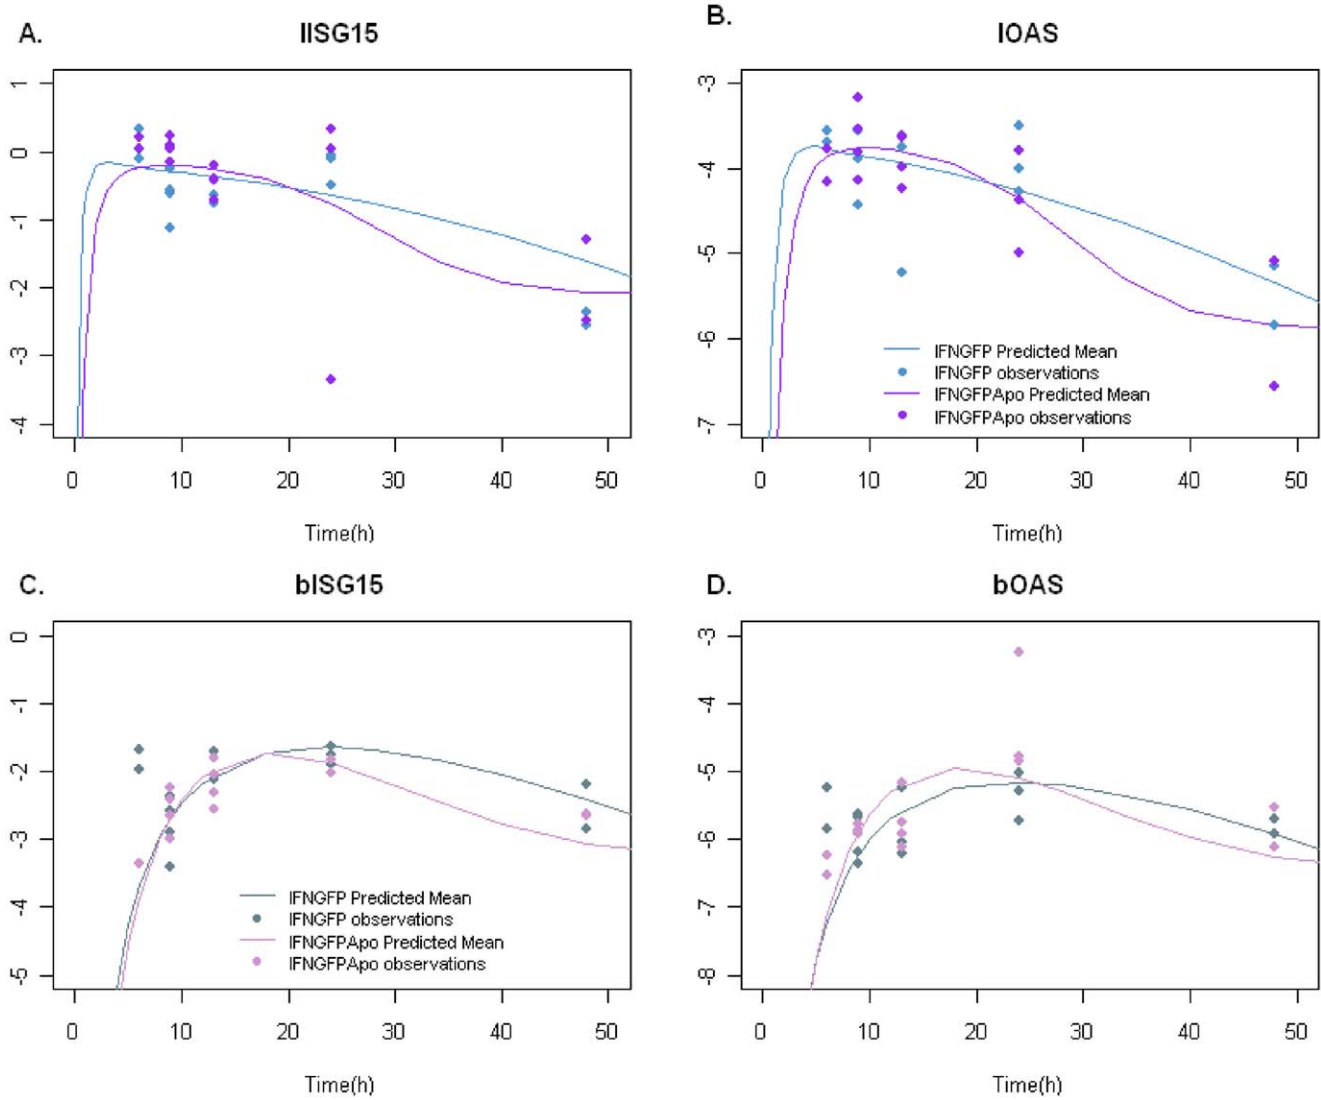 A.
lISG15
1
0
-1
-2
-3
-4
0 10 20 30 40 50
Time(h)
B.
lOAS
-3
-4
-5
-6
-7
IFNGFP Predicted Mean
IFNGFP observations
IFNGFPApo Predicted Mean
IFNGFPApo observations
0 10 20 30 40 50
Time(h)
C.
bISG15
0
-1
-2
-3
-4
-5
IFNGFP Predicted Mean
IFNGFP observations
IFNGFPApo Predicted Mean
IFNGFPApo observations
0 10 20 30 40 50
Time(h)
D.
bOAS
-3
-4
-5
-6
-7
-8
0 10 20 30 40 50
Time(h)